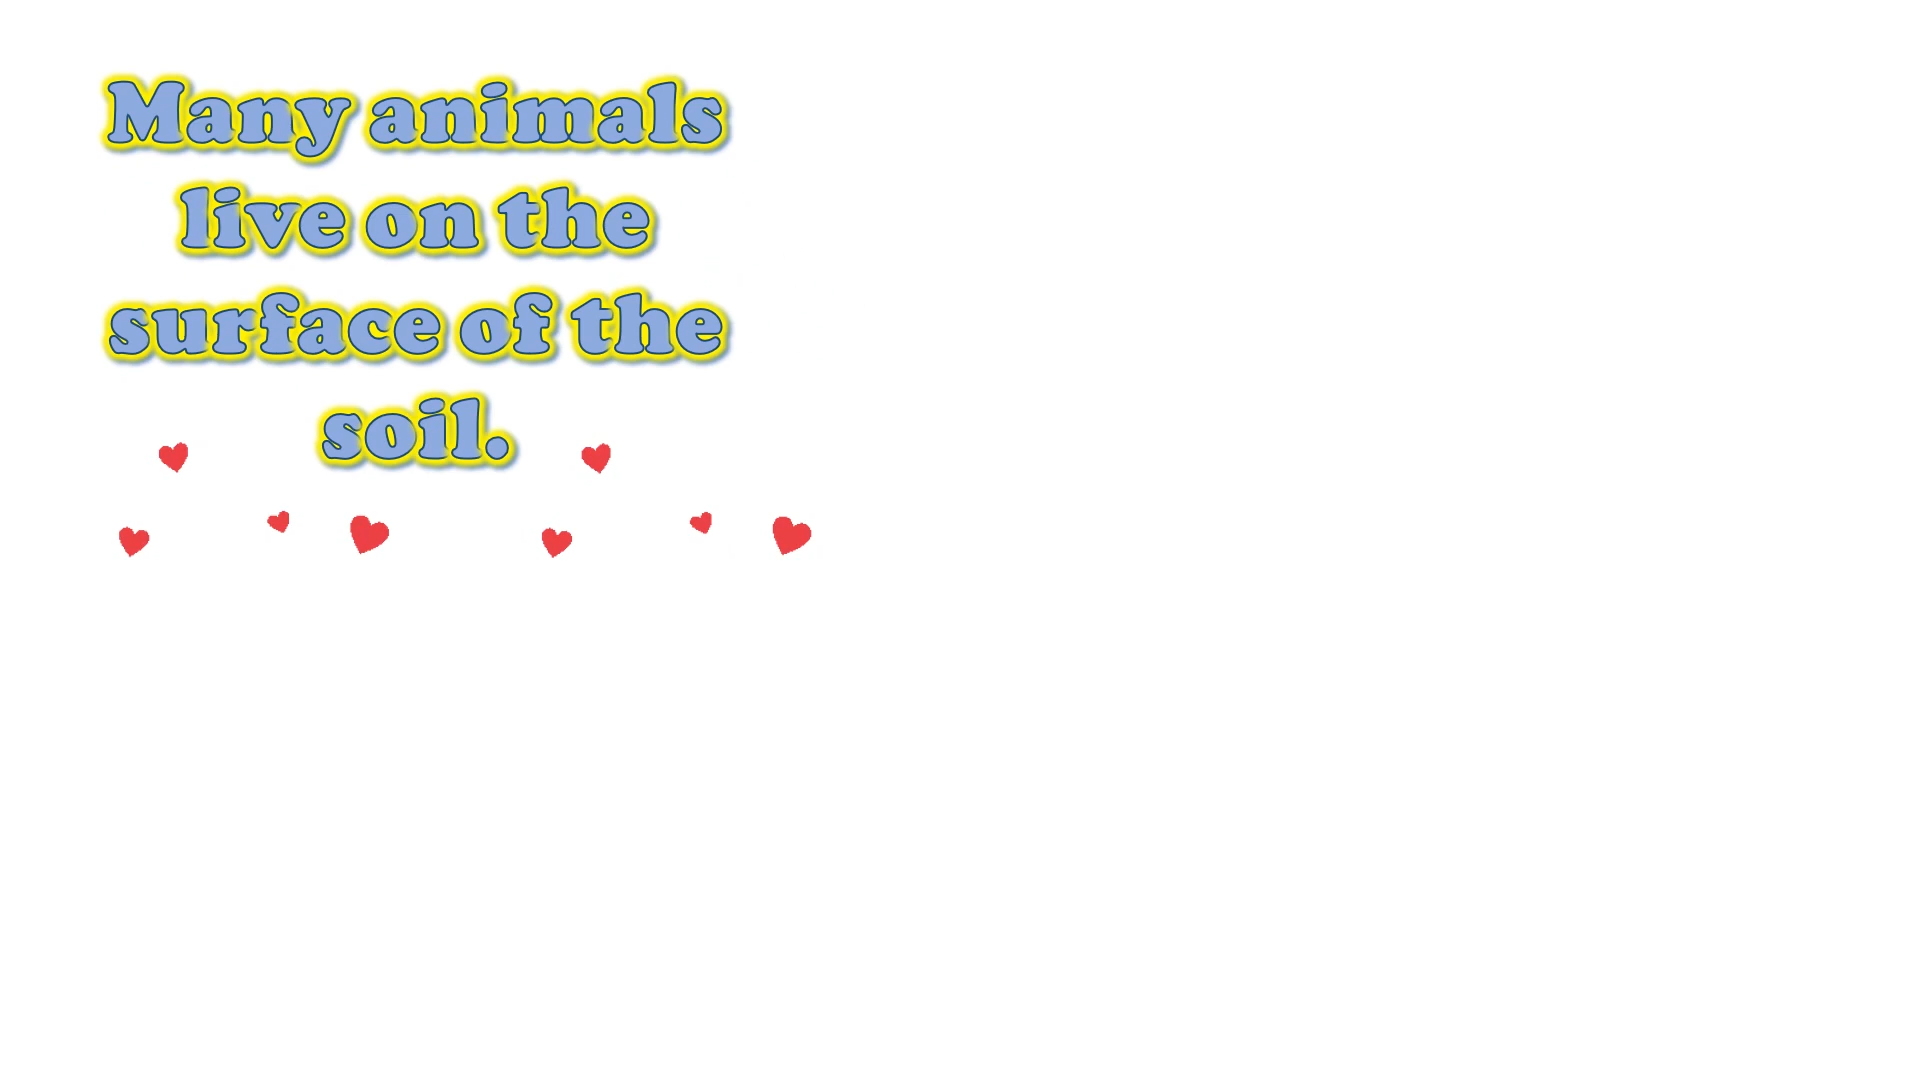 Many animals
live on the
surface of the
soil.